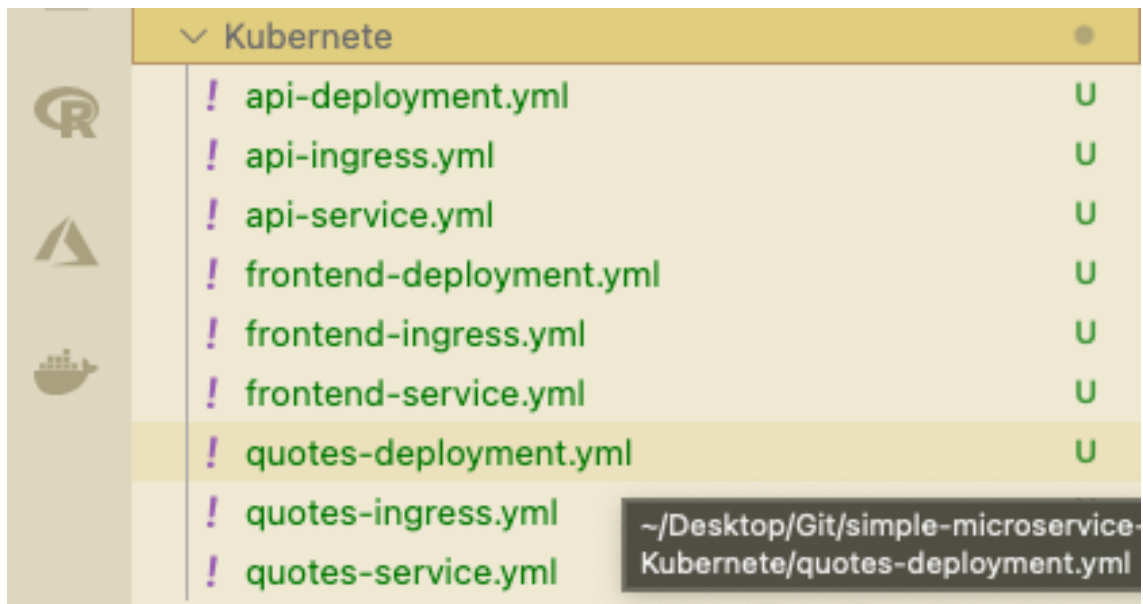 Kubernete
! api-deployment.yml U
! api-ingress.yml U
! api-service.yml U
! frontend-deployment.yml U
! frontend-ingress.yml U
! frontend-service.yml U
! quotes-deployment.yml U
! quotes-ingress.yml
! quotes-service.yml
~/Desktop/Git/simple-microservice-
Kubernete/quotes-deployment.yml
R